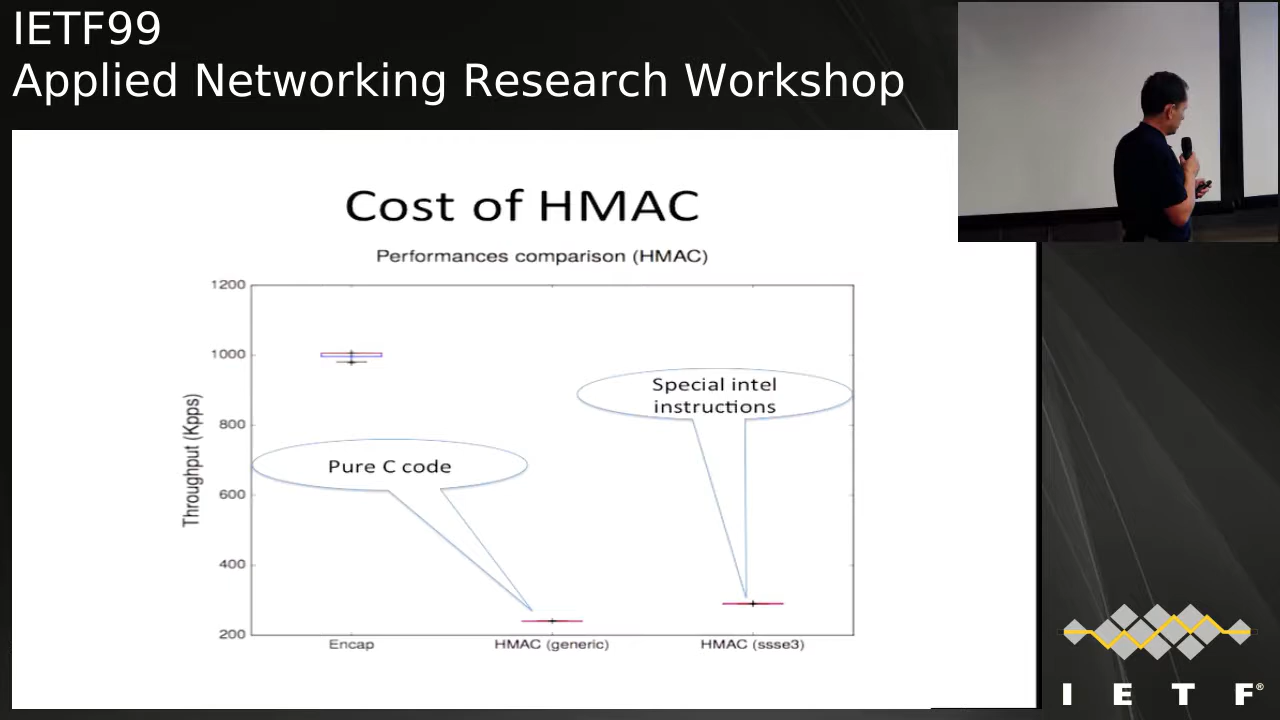 IETF99
Applied Networking Research Workshop
Cost of HMAC
Performances comparison (HMAC)
1200
1000
800
600
400
200
Throughput (Kpps)
Special intel
instructions
Pure C code
Encap
HMAC (generic)
HMAC (ssse3)
I E T F®